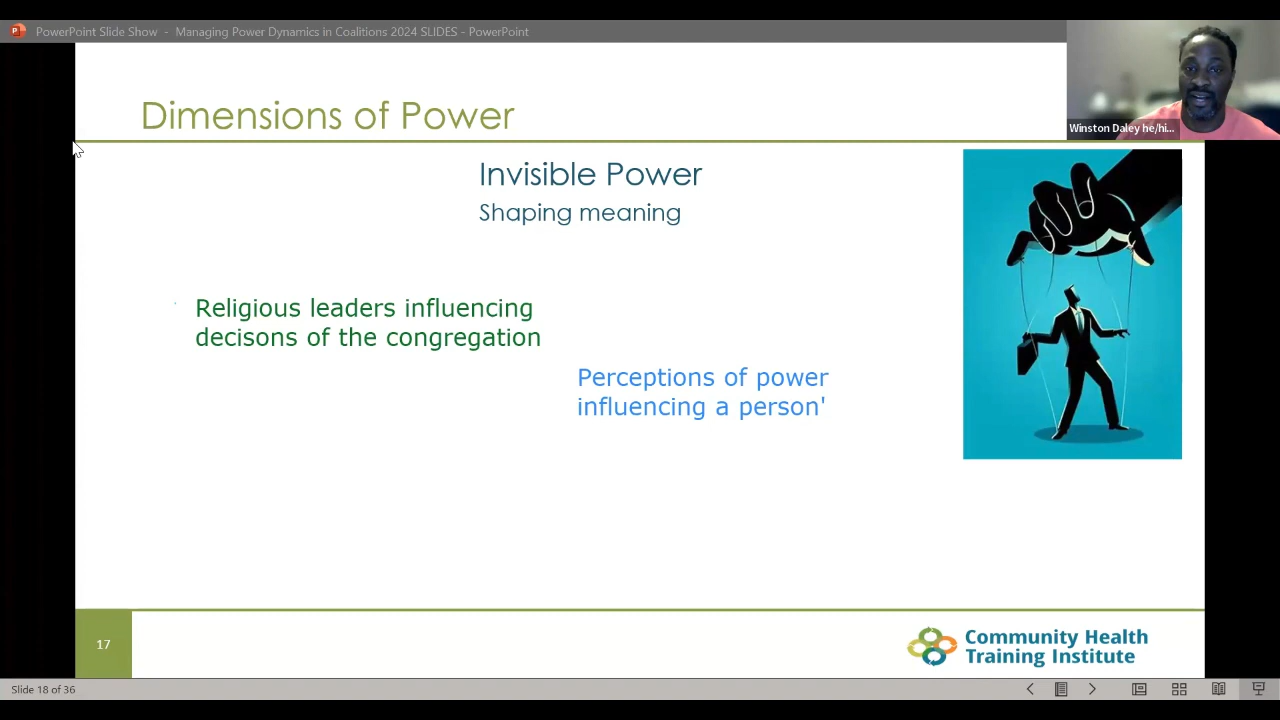 PowerPoint Slide Show - Managing Power Dynamics in Coalitions 2024 SLIDES - PowerPoint
Winston Daley he/hi...
Dimensions of Power
Invisible Power
Shaping meaning
Religious leaders influencing
decisons of the congregation
Perceptions of power
influencing a person'
17
Community Health
Training Institute
Slide 18 of 36